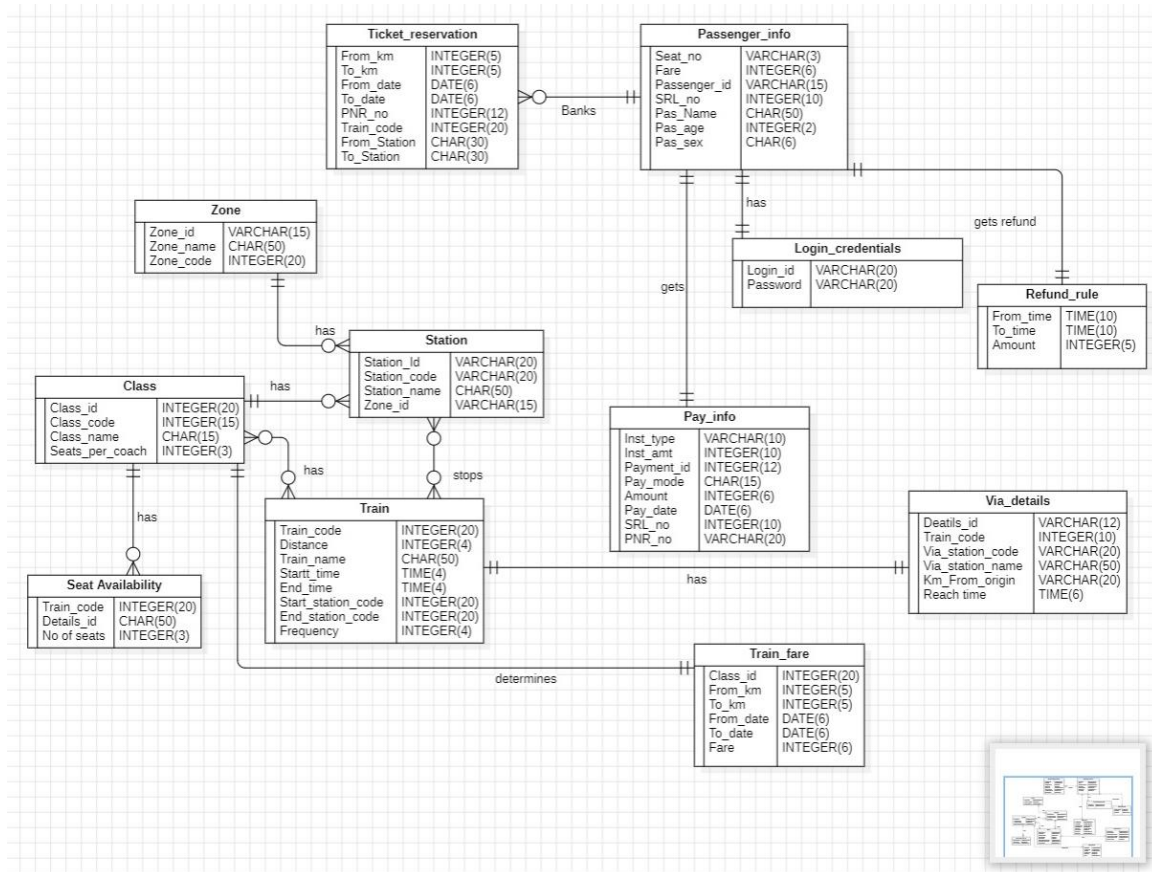 Ticket_reservation
From_km INTEGER(5)
To_km INTEGER(5)
From_date DATE(6)
To_date DATE(6)
PNR_no INTEGER(12)
Train_code INTEGER(20)
From_Station CHAR(30)
To_Station CHAR(30)
Banks
Passenger_info
Seat_no VARCHAR(3)
Fare INTEGER(6)
Passenger_id VARCHAR(15)
SRL_no INTEGER(10)
Pas_Name CHAR(50)
Pas_age INTEGER(2)
Pas_sex CHAR(6)
has
gets refund
gets
Zone
Zone_id VARCHAR(15)
Zone_name CHAR(50)
Zone_code INTEGER(20)
has
Login_credentials
Login_id VARCHAR(20)
Password VARCHAR(20)
Refund_rule
From_time TIME(10)
To_time TIME(10)
Amount INTEGER(5)
Station
Station_Id VARCHAR(20)
Station_code VARCHAR(20)
Station_name CHAR(50)
Zone_id VARCHAR(15)
has
Class
Class_id INTEGER(20)
Class_code INTEGER(15)
Class_name CHAR(15)
Seats_per_coach INTEGER(3)
has
stops
has
Pay_info
Inst_type VARCHAR(10)
Inst_amt INTEGER(10)
Payment_id INTEGER(12)
Pay_mode CHAR(15)
Amount INTEGER(6)
Pay_date DATE(6)
SRL_no INTEGER(10)
PNR_no VARCHAR(20)
Train
Train_code INTEGER(20)
Distance INTEGER(4)
Train_name CHAR(50)
Startt_time TIME(4)
End_time TIME(4)
Start_station_code INTEGER(20)
End_station_code INTEGER(20)
Frequency INTEGER(4)
has
Via_details
Deatils_id VARCHAR(12)
Train_code INTEGER(10)
Via_station_code VARCHAR(20)
Via_station_name VARCHAR(50)
Km_From_origin VARCHAR(20)
Reach time TIME(6)
Seat Availability
Train_code INTEGER(20)
Details_id CHAR(50)
No of seats INTEGER(3)
determines
Train_fare
Class_id INTEGER(20)
From_km INTEGER(5)
To_km INTEGER(5)
From_date DATE(6)
To_date DATE(6)
Fare INTEGER(6)